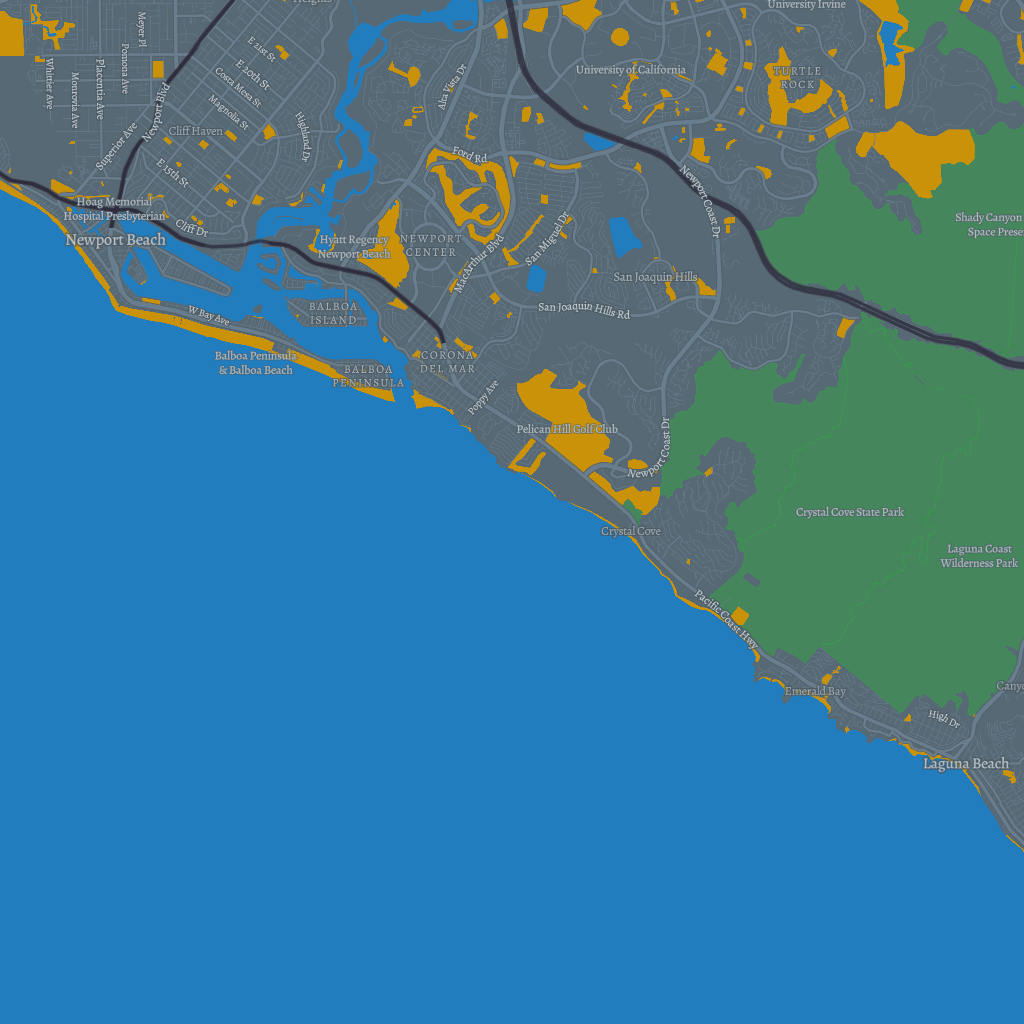 Heights
University Irvine
Meyer Pl
Pomona Ave
Placentia Ave
Whittier Ave
Monrovia Ave
Newport Blvd
Superior Ave
E 21st St
E 20th St
Costa Mesa St
Magnolia St
Highland Dr
Cliff Haven
E 15th St
Alta Vista Dr
University of California
TURTLE
ROCK
Ford Rd
Newport Coast Dr
Hoag Memorial
Hospital Presbyterian
Newport Beach
Cliff Dr
Hyatt Regency
Newport Beach
NEWPORT
CENTER
MacArthur Blvd
San Miguel Dr
San Joaquin Hills
San Joaquin Hills Rd
Shady Canyon
W Bay Ave
BALBOA
ISLAND
Balboa Peninsula
& Balboa Beach
BALBOA
PENINSULA
CORONA
DEL MAR
Poppy Ave
Pelican Hill Golf Club
Newport Coast Dr
Crystal Cove
Crystal Cove State Park
Laguna Coast
Wilderness Park
Pacific Coast Hwy
Emerald Bay
High Dr
Laguna Beach